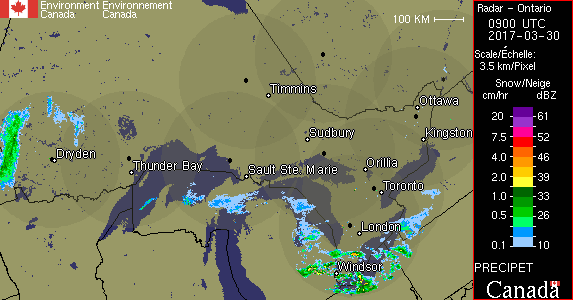 Environment Environnement
Canada Canada
100 KM
Timmins
Ottawa
Sudbury
Kingston
Dryden
Thunder Bay
Sault Ste. Marie
Orillia
Toronto
London
Windsor
Radar - Ontario
0900 UTC
2017-03-30
Scale/Échelle:
3.5 km/Pixel
Snow/Neige
cm/hr dBZ
20 61
7.5 52
4.0 46
2.0 39
1.0 33
0.5 26
0.1 10
PRECIPET
Canada